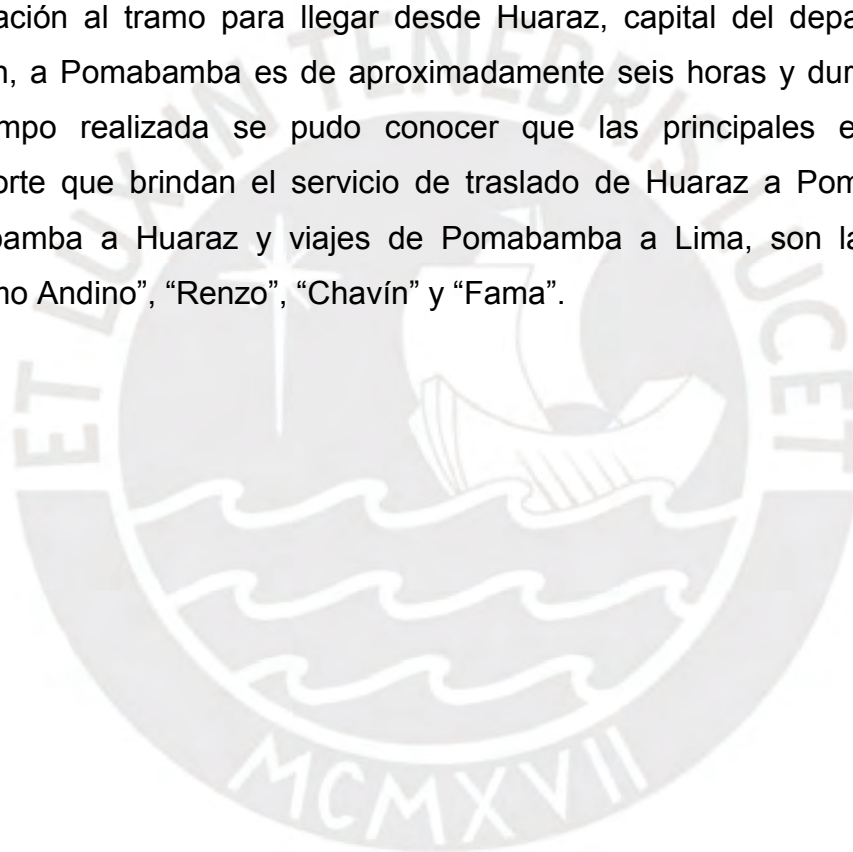 ación al tramo para llegar desde Huaraz, capital del depa
, a Pomabamba es de aproximadamente seis horas y dur
mpo realizada se pudo conocer que las principales e
orte que brindan el servicio de traslado de Huaraz a Pom
bamba a Huaraz y viajes de Pomabamba a Lima, son la
mo Andino”, “Renzo”, “Chavín” y “Fama”.
ET LUX IN TENEBRIS LUCET
MCMXVII